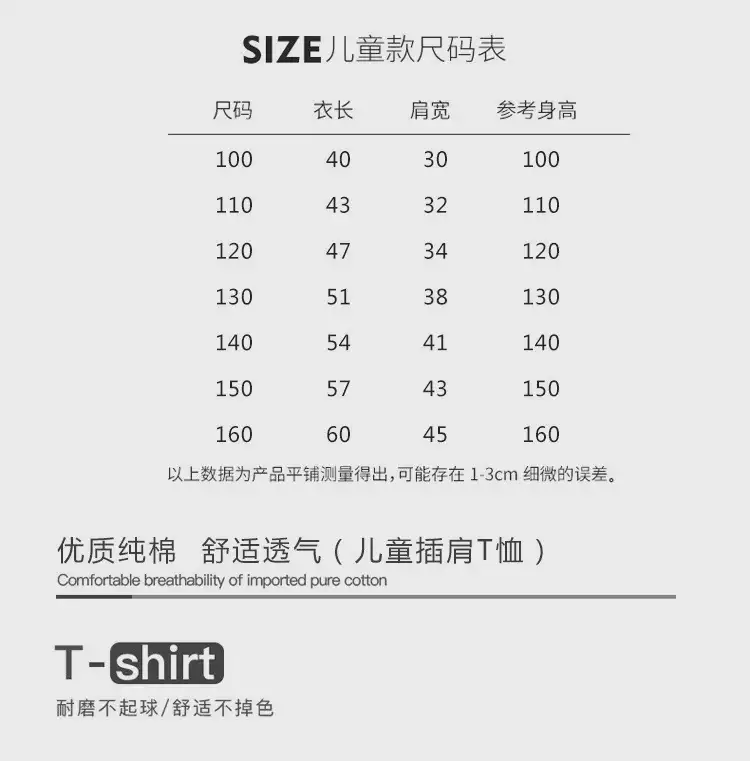 SIZE儿童款尺码表
尺码 衣长 肩宽 参考身高
100 40 30 100
110 43 32 110
120 47 34 120
130 51 38 130
140 54 41 140
150 57 43 150
160 60 45 160
以上数据为产品平铺测量得出,可能存在 1-3cm 细微的误差。
优质纯棉 舒适透气(儿童插肩T恤)
Comfortable breathability of imported pure cotton
T-shirt
耐磨不起球/舒适不掉色